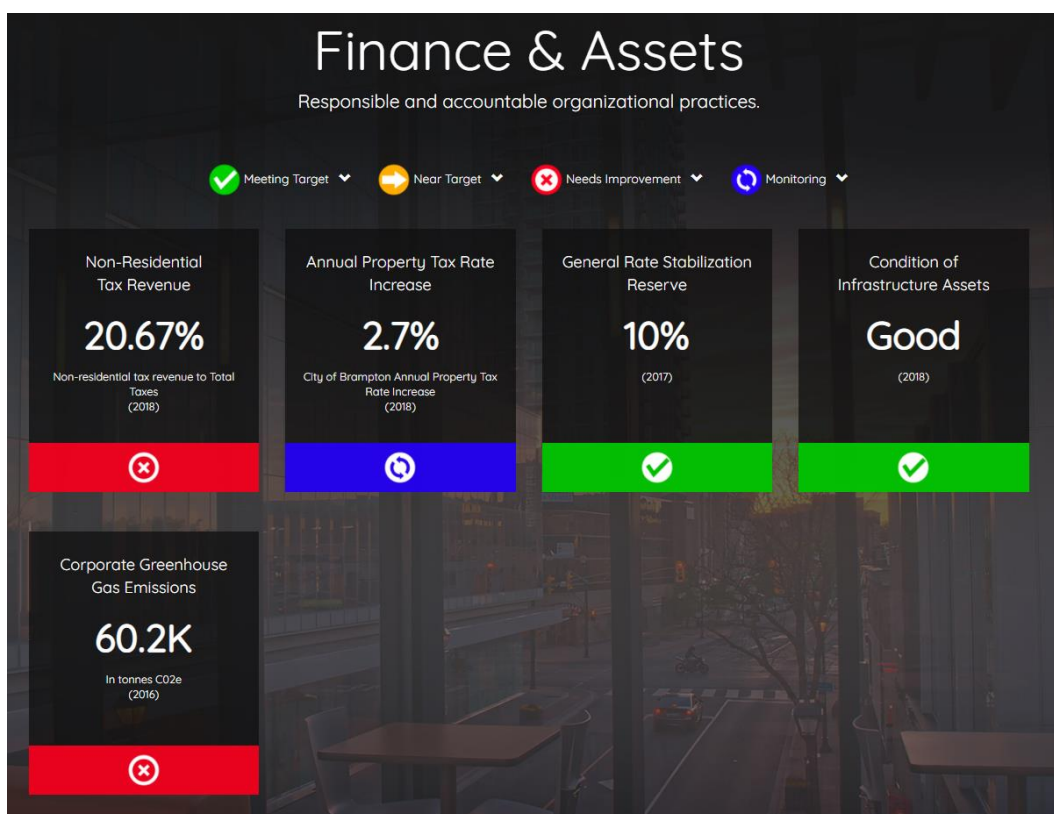 Finance & Assets
Responsible and accountable organizational practices.
Meeting Target
Near Target
Needs Improvement
Monitoring
Non-Residential
Tax Revenue
20.67%
Non-residential tax revenue to Total
Taxes
(2018)
Annual Property Tax Rate
Increase
2.7%
City of Brampton Annual Property Tax
Rate Increase
(2018)
General Rate Stabilization
Reserve
10%
(2017)
Condition of
Infrastructure Assets
Good
(2018)
Corporate Greenhouse
Gas Emissions
60.2K
In tonnes C02e
(2016)